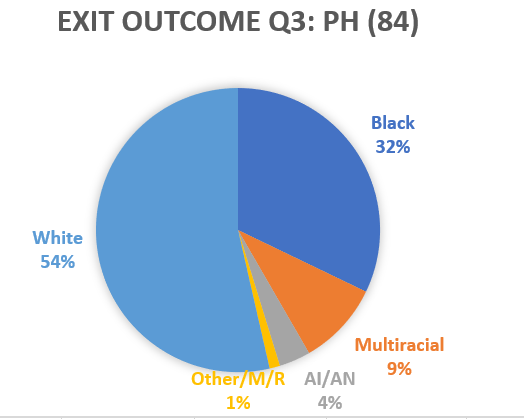 EXIT OUTCOME Q3: PH (84)
Black
32%
White
54%
Multiracial
9%
Other/M/R
1%
AI/AN
4%